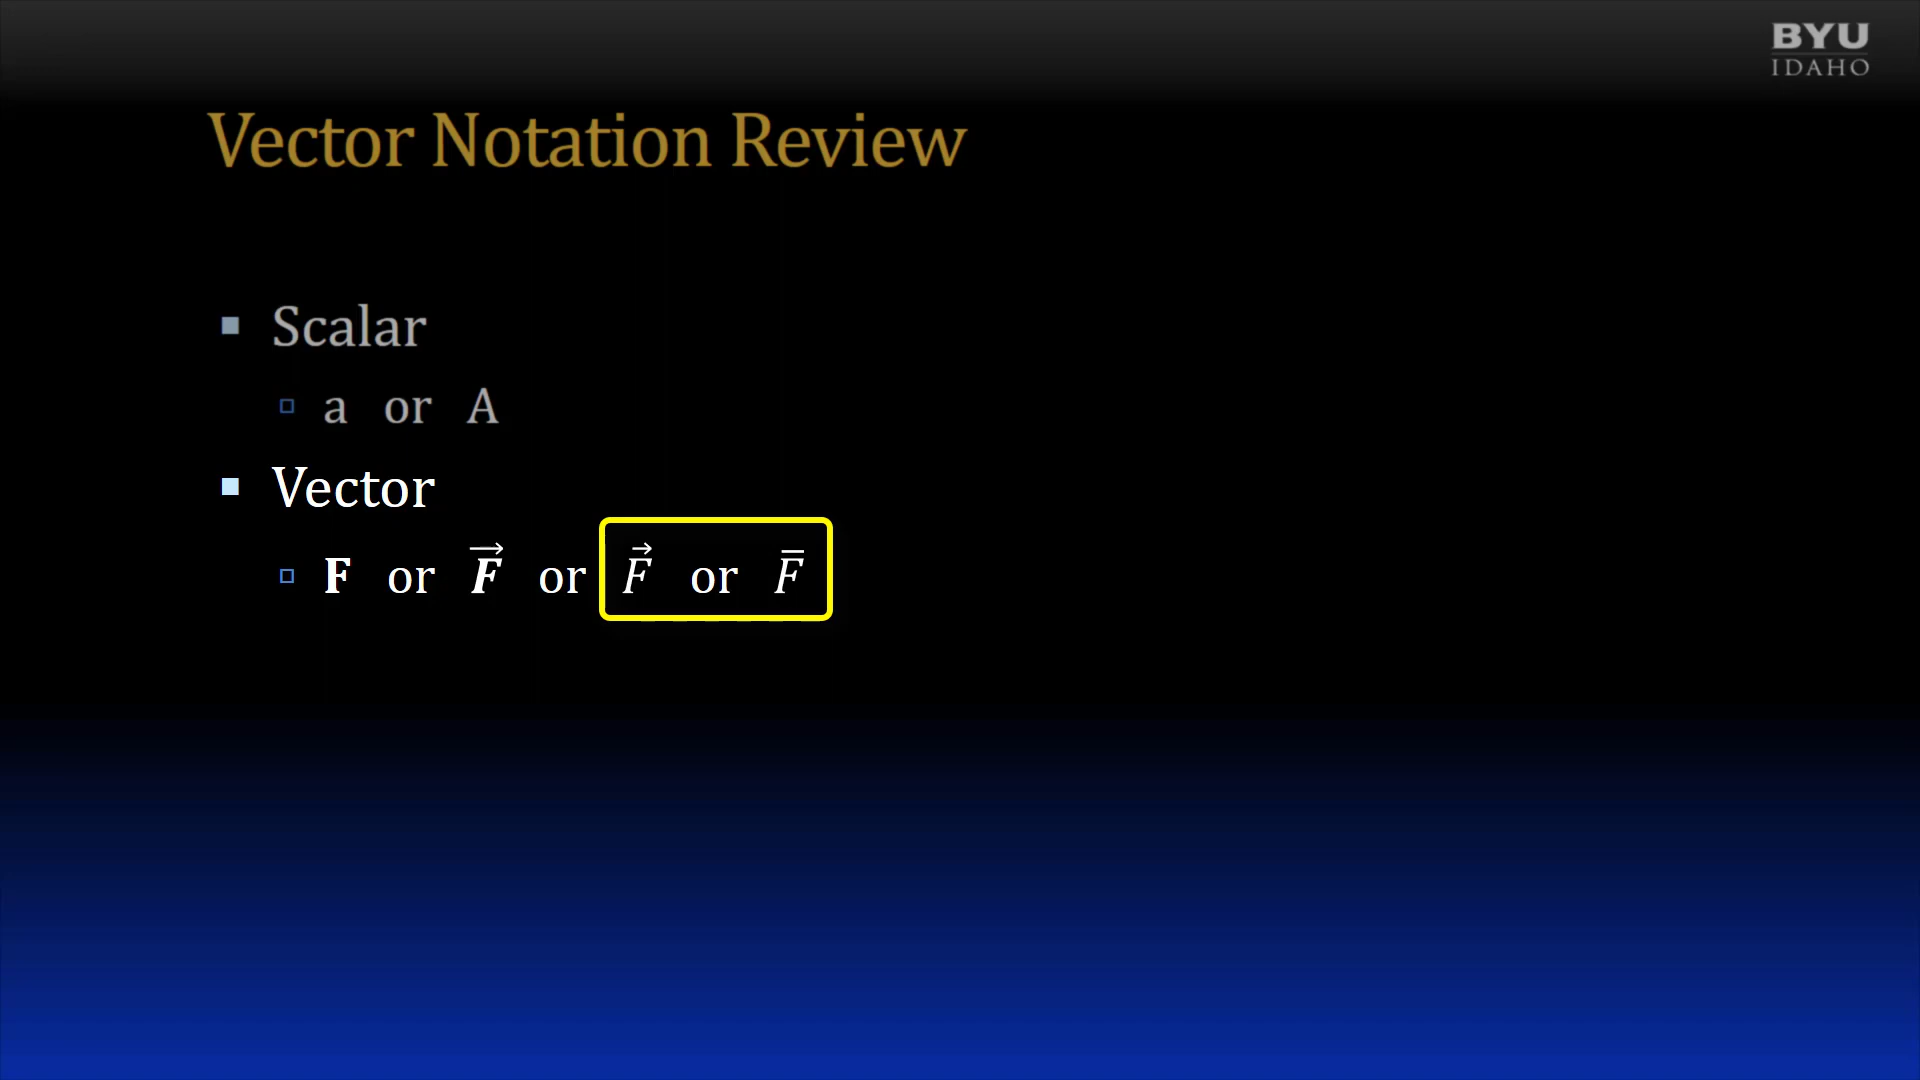 BYU
IDAHO
Vector Notation Review
▪ Scalar
▫ a or A
▪ Vector
▫ 𝐅 or 𝑭⃗ or 𝐹⃗ or 𝐹̅